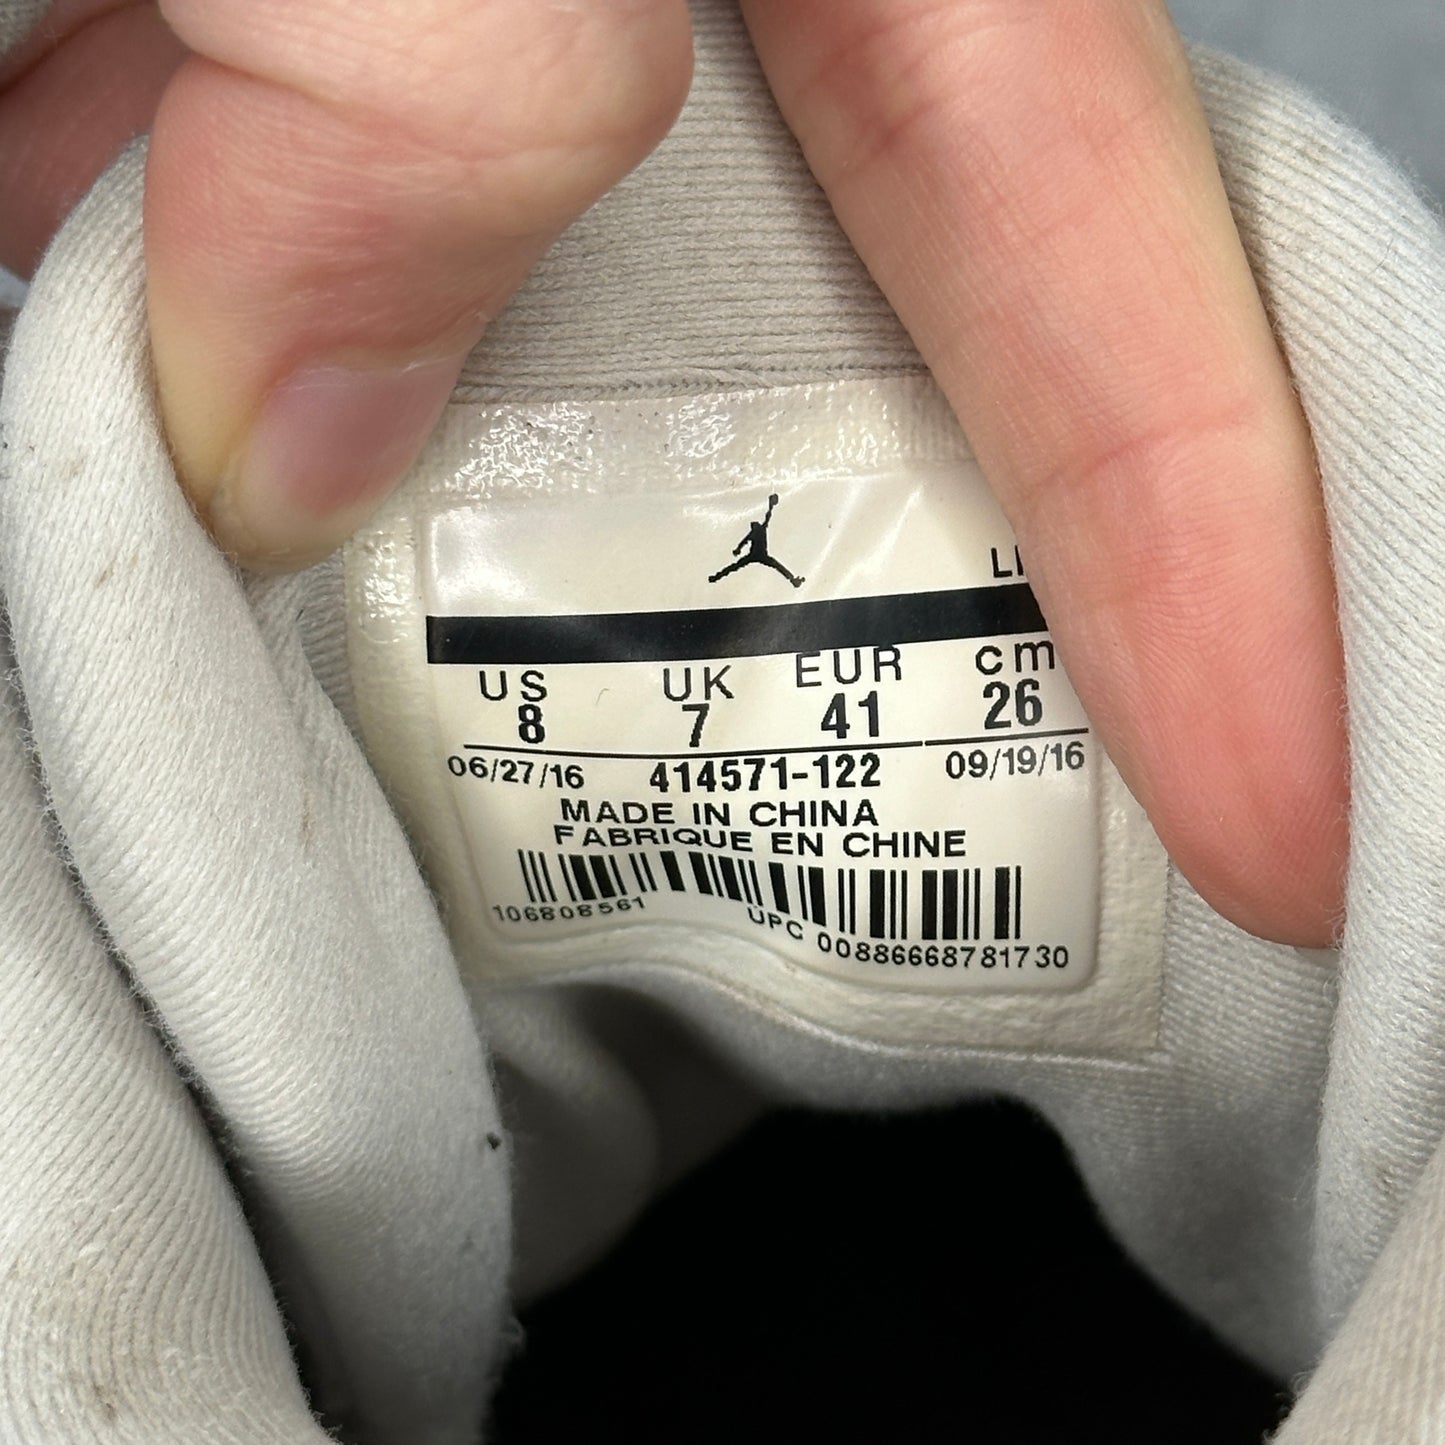 US UK EUR cm
8 7 41 26
06/27/16 414571-122 09/19/16
MADE IN CHINA
FABRIQUE EN CHINE
106808561 UPC 00886668781730